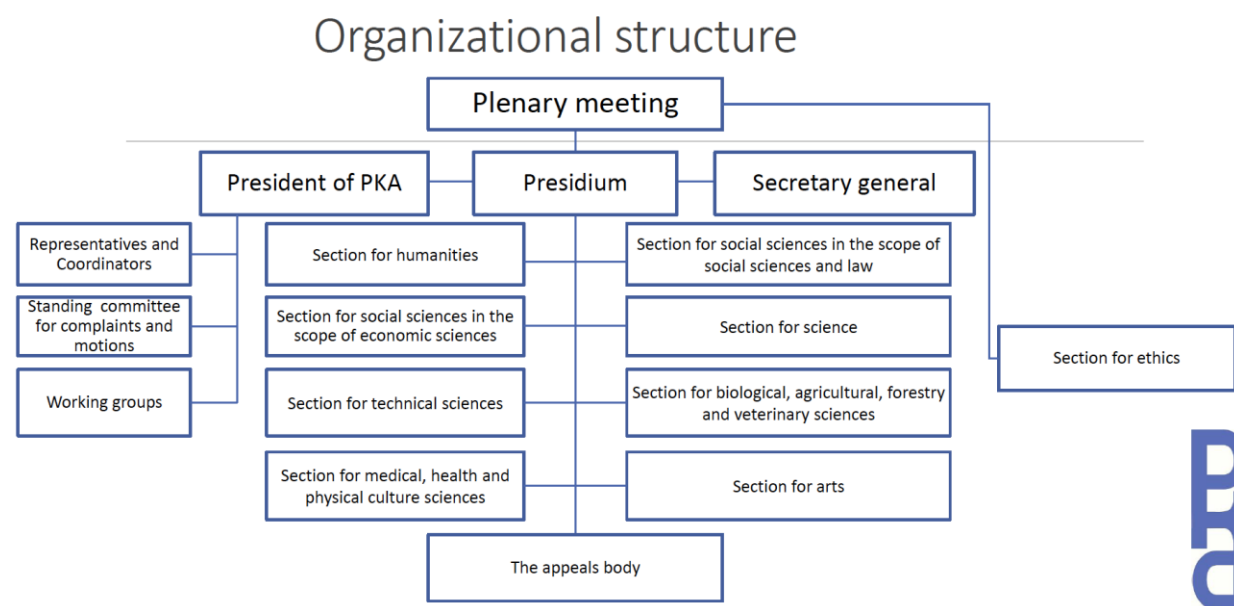 Organizational structure
Plenary meeting
President of PKA
Presidium
Secretary general
Representatives and
Coordinators
Section for humanities
Section for social sciences in the scope of
social sciences and law
Standing committee
for complaints and
motions
Section for social sciences in the
scope of economic sciences
Section for science
Section for ethics
Working groups
Section for technical sciences
Section for biological, agricultural, forestry
and veterinary sciences
Section for medical, health and
physical culture sciences
Section for arts
The appeals body